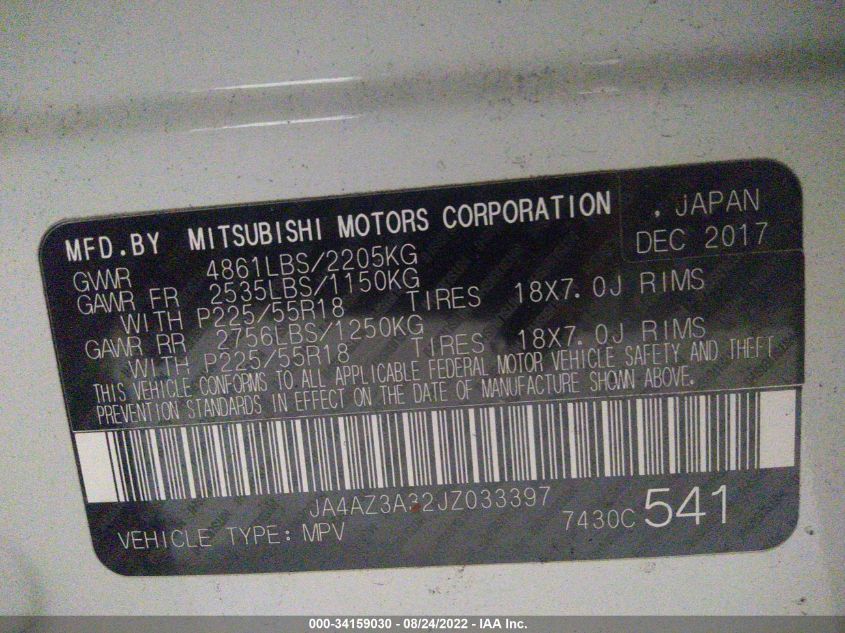 MFD.BY MITSUBISHI MOTORS CORPORATION , JAPAN
DEC 2017
GVWR 4861LBS/2205KG
GAWR FR 2535LBS/1150KG
WITH P225/55R18 TIRES 18X7.0J RIMS
GAWR RR 2756LBS/1250KG
WITH P225/55R18 TIRES 18X7.0J RIMS
THIS VEHICLE CONFORMS TO ALL APPLICABLE FEDERAL MOTOR VEHICLE SAFETY AND THEFT
PREVENTION STANDARDS IN EFFECT ON THE DATE OF MANUFACTURE SHOWN ABOVE.
JA4AZ3A32JZ033397
VEHICLE TYPE: MPV 7430C 541
000-34159030 - 08/24/2022 - IAA Inc.